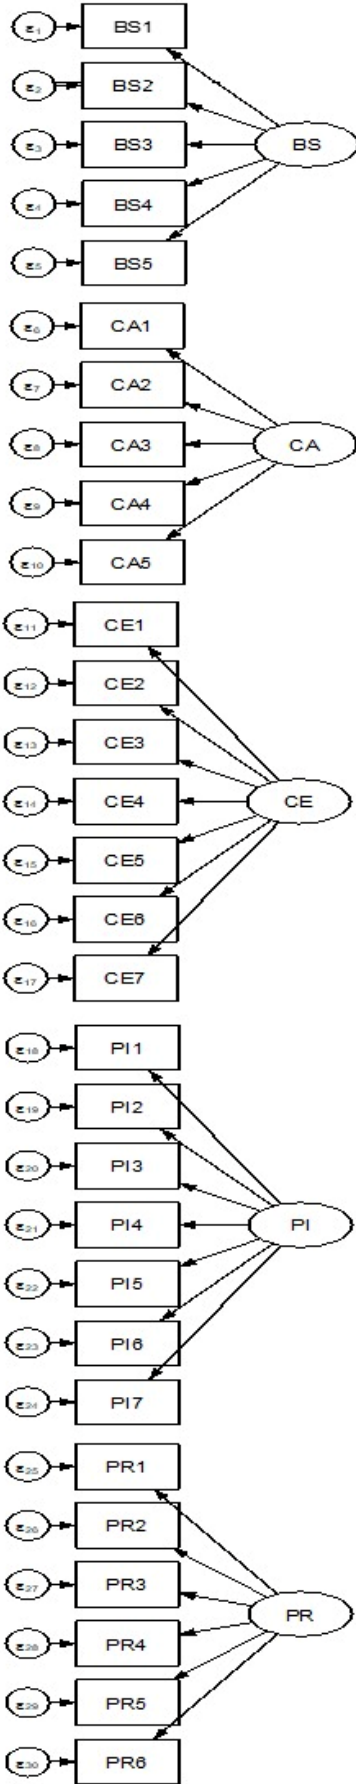 ε1 BS1
ε2 BS2
ε3 BS3 BS
ε4 BS4
ε5 BS5
ε6 CA1
ε7 CA2
ε8 CA3 CA
ε9 CA4
ε10 CA5
ε11 CE1
ε12 CE2
ε13 CE3
ε14 CE4 CE
ε15 CE5
ε16 CE6
ε17 CE7
ε18 PI1
ε19 PI2
ε20 PI3
ε21 PI4 PI
ε22 PI5
ε23 PI6
ε24 PI7
ε25 PR1
ε26 PR2
ε27 PR3
PR
ε28 PR4
ε29 PR5
ε30 PR6